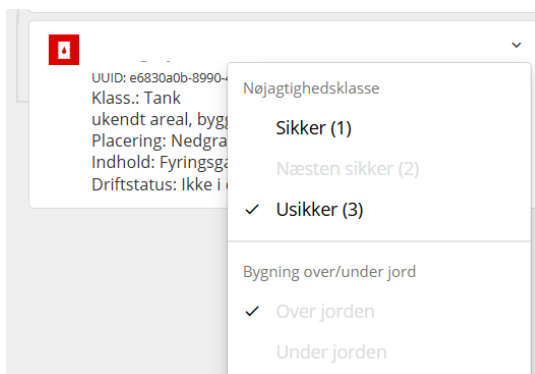 UUID: e6830a0b-8990-
Klass.: Tank
ukendt areal, byg
Placering: Nedgra
Indhold: Fyringsga
Driftstatus: Ikke i
Nøjagtighedsklasse
Sikker (1)
Næsten sikker (2)
Usikker (3)
Bygning over/under jord
Over jorden
Under jorden